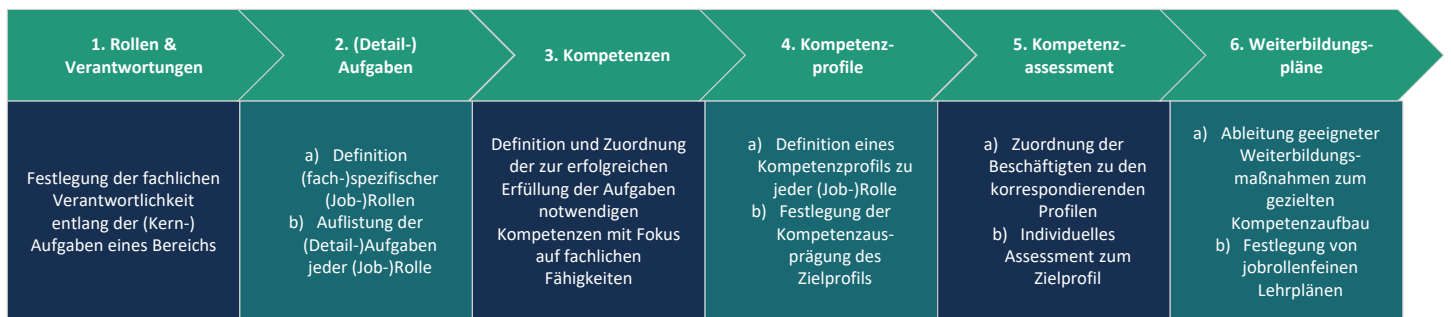 1. Rollen &
Verantwortungen
2. (Detail-)
Aufgaben
3. Kompetenzen
4. Kompetenz-
profile
5. Kompetenz-
assessment
6. Weiterbildungs-
pläne
Festlegung der fachlichen
Verantwortlichkeit
entlang der (Kern-)
Aufgaben eines Bereichs
a) Definition
(fach-)spezifischer
(Job-)Rollen
b) Auflistung der
(Detail-)Aufgaben
jeder (Job-)Rolle
Definition und Zuordnung
der zur erfolgreichen
Erfüllung der Aufgaben
notwendigen
Kompetenzen mit Fokus
auf fachlichen
Fähigkeiten
a) Definition eines
Kompetenzprofils zu
jeder (Job-)Rolle
b) Festlegung der
Kompetenzaus-
prägung des
Zielprofils
a) Zuordnung der
Beschäftigten zu den
korrespondierenden
Profilen
b) Individuelles
Assessment zum
Zielprofil
a) Ableitung geeigneter
Weiterbildungs-
maßnahmen zum
gezielten
Kompetenzaufbau
b) Festlegung von
jobrollenfeinen
Lehrplänen